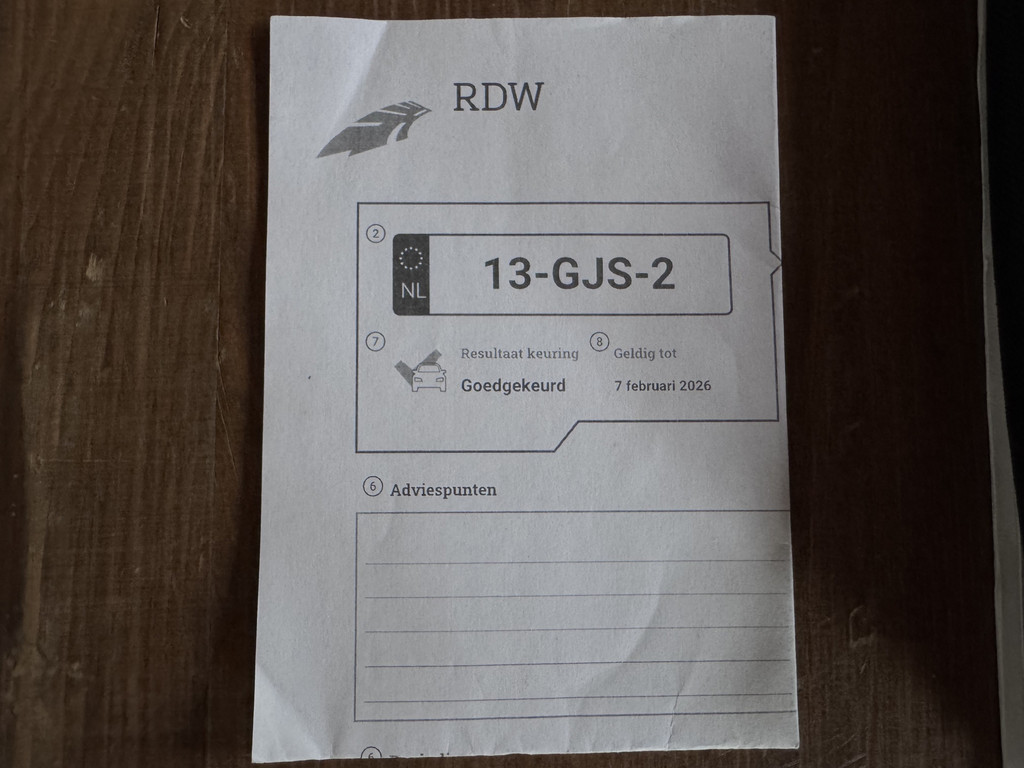 RDW
2
NL
13-GJS-2
7
Resultaat keuring
8
Geldig tot
Goedgekeurd
7 februari 2026
6
Adviespunten